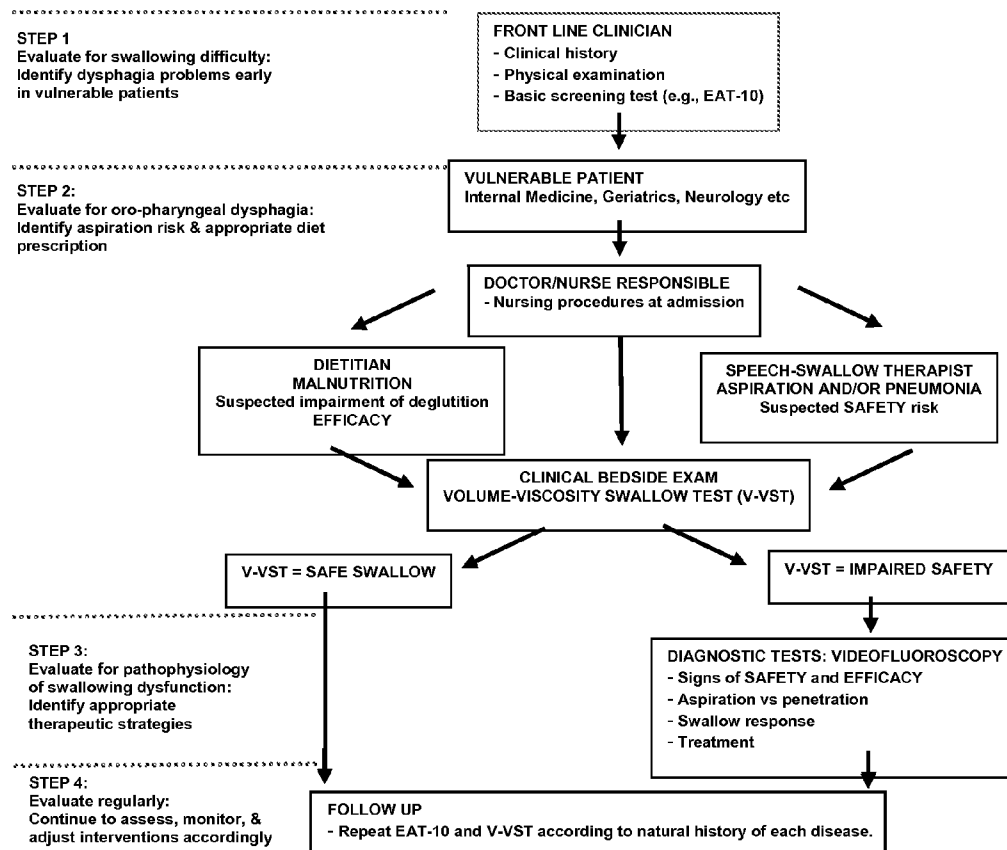 STEP 1
Evaluate for swallowing difficulty:
Identify dysphagia problems early
in vulnerable patients
FRONT LINE CLINICIAN
- Clinical history
- Physical examination
- Basic screening test (e.g., EAT-10)
STEP 2:
Evaluate for oro-pharyngeal dysphagia:
Identify aspiration risk & appropriate diet
prescription
VULNERABLE PATIENT
Internal Medicine, Geriatrics, Neurology etc
DOCTOR/NURSE RESPONSIBLE
- Nursing procedures at admission
DIETITIAN
MALNUTRITION
Suspected impairment of deglutition
EFFICACY
SPEECH-SWALLOW THERAPIST
ASPIRATION AND/OR PNEUMONIA
Suspected SAFETY risk
CLINICAL BEDSIDE EXAM
VOLUME-VISCOSITY SWALLOW TEST (V-VST)
V-VST = SAFE SWALLOW
V-VST = IMPAIRED SAFETY
STEP 3:
Evaluate for pathophysiology
of swallowing dysfunction:
Identify appropriate
therapeutic strategies
DIAGNOSTIC TESTS: VIDEOFLUOROSCOPY
- Signs of SAFETY and EFFICACY
- Aspiration vs penetration
- Swallow response
- Treatment
STEP 4:
Evaluate regularly:
Continue to assess, monitor, &
adjust interventions accordingly
FOLLOW UP
- Repeat EAT-10 and V-VST according to natural history of each disease.